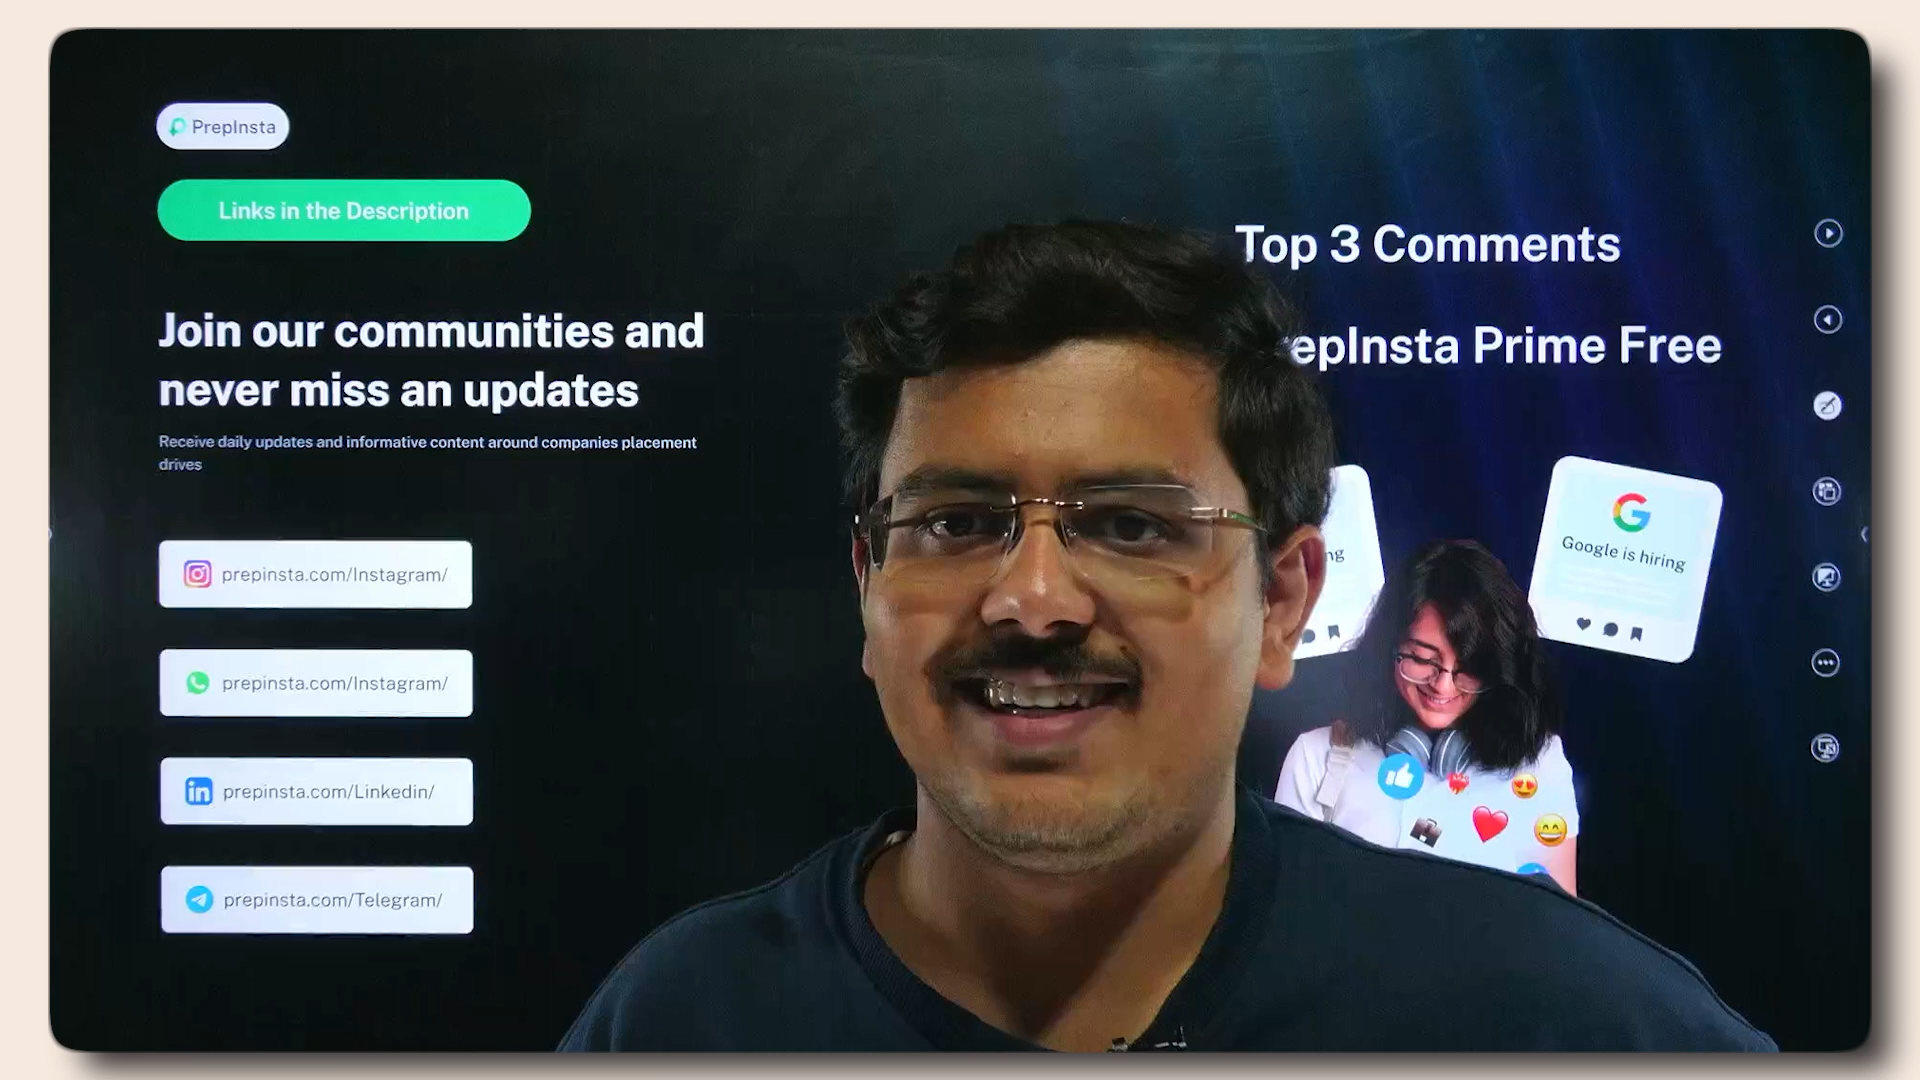 PrepInsta
Links in the Description
Join our communities and
never miss an updates
Receive daily updates and informative content around companies placement
drives
prepinsta.com/Instagram/
prepinsta.com/Instagram/
prepinsta.com/Linkedin/
prepinsta.com/Telegram/
Top 3 Comments
epInsta Prime Free
ng
Google is hiring